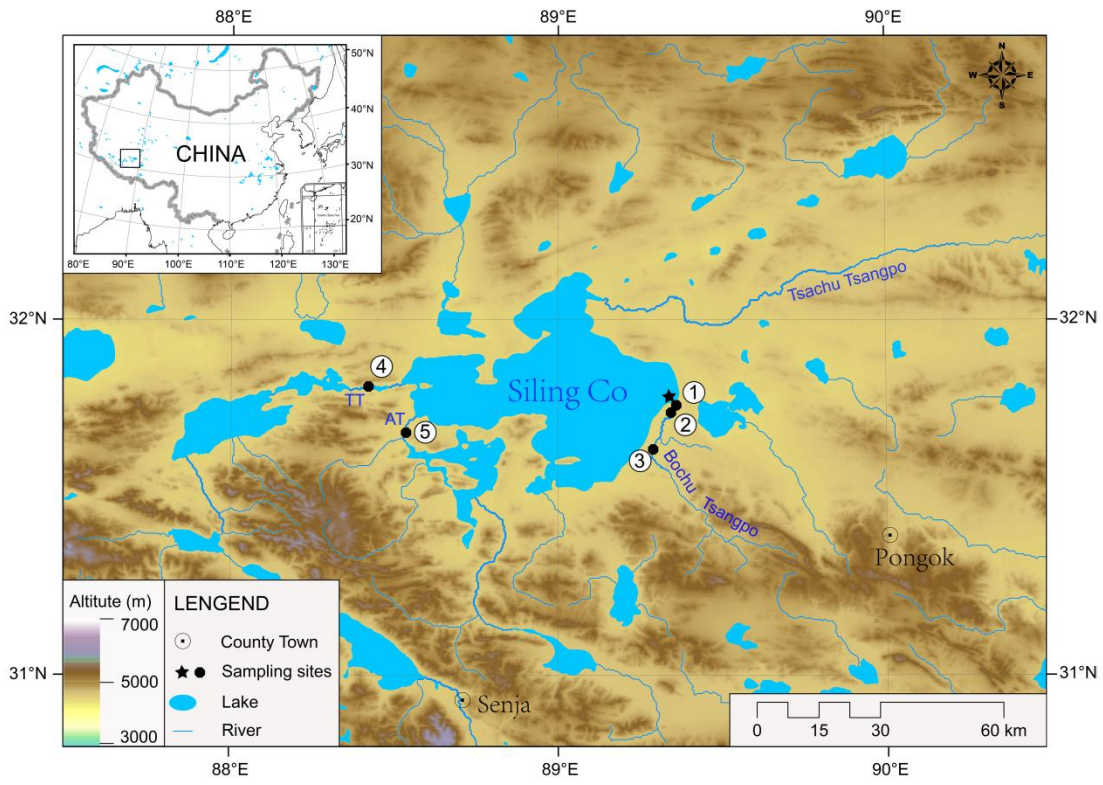 88°E
89°E
90°E
50°N
40°N
30°N
20°N
CHINA
80°E
90°E
100°E
110°E
120°E
130°E
N
W
E
S
Tsachu Tsangpo
32°N
32°N
Siling Co
4
TT
AT
5
1
2
3
Bochu Tsangpo
Pongok
Altitute (m)
7000
5000
3000
LENGEND
County Town
Sampling sites
Lake
River
31°N
31°N
Senja
0
15
30
60 km
88°E
89°E
90°E